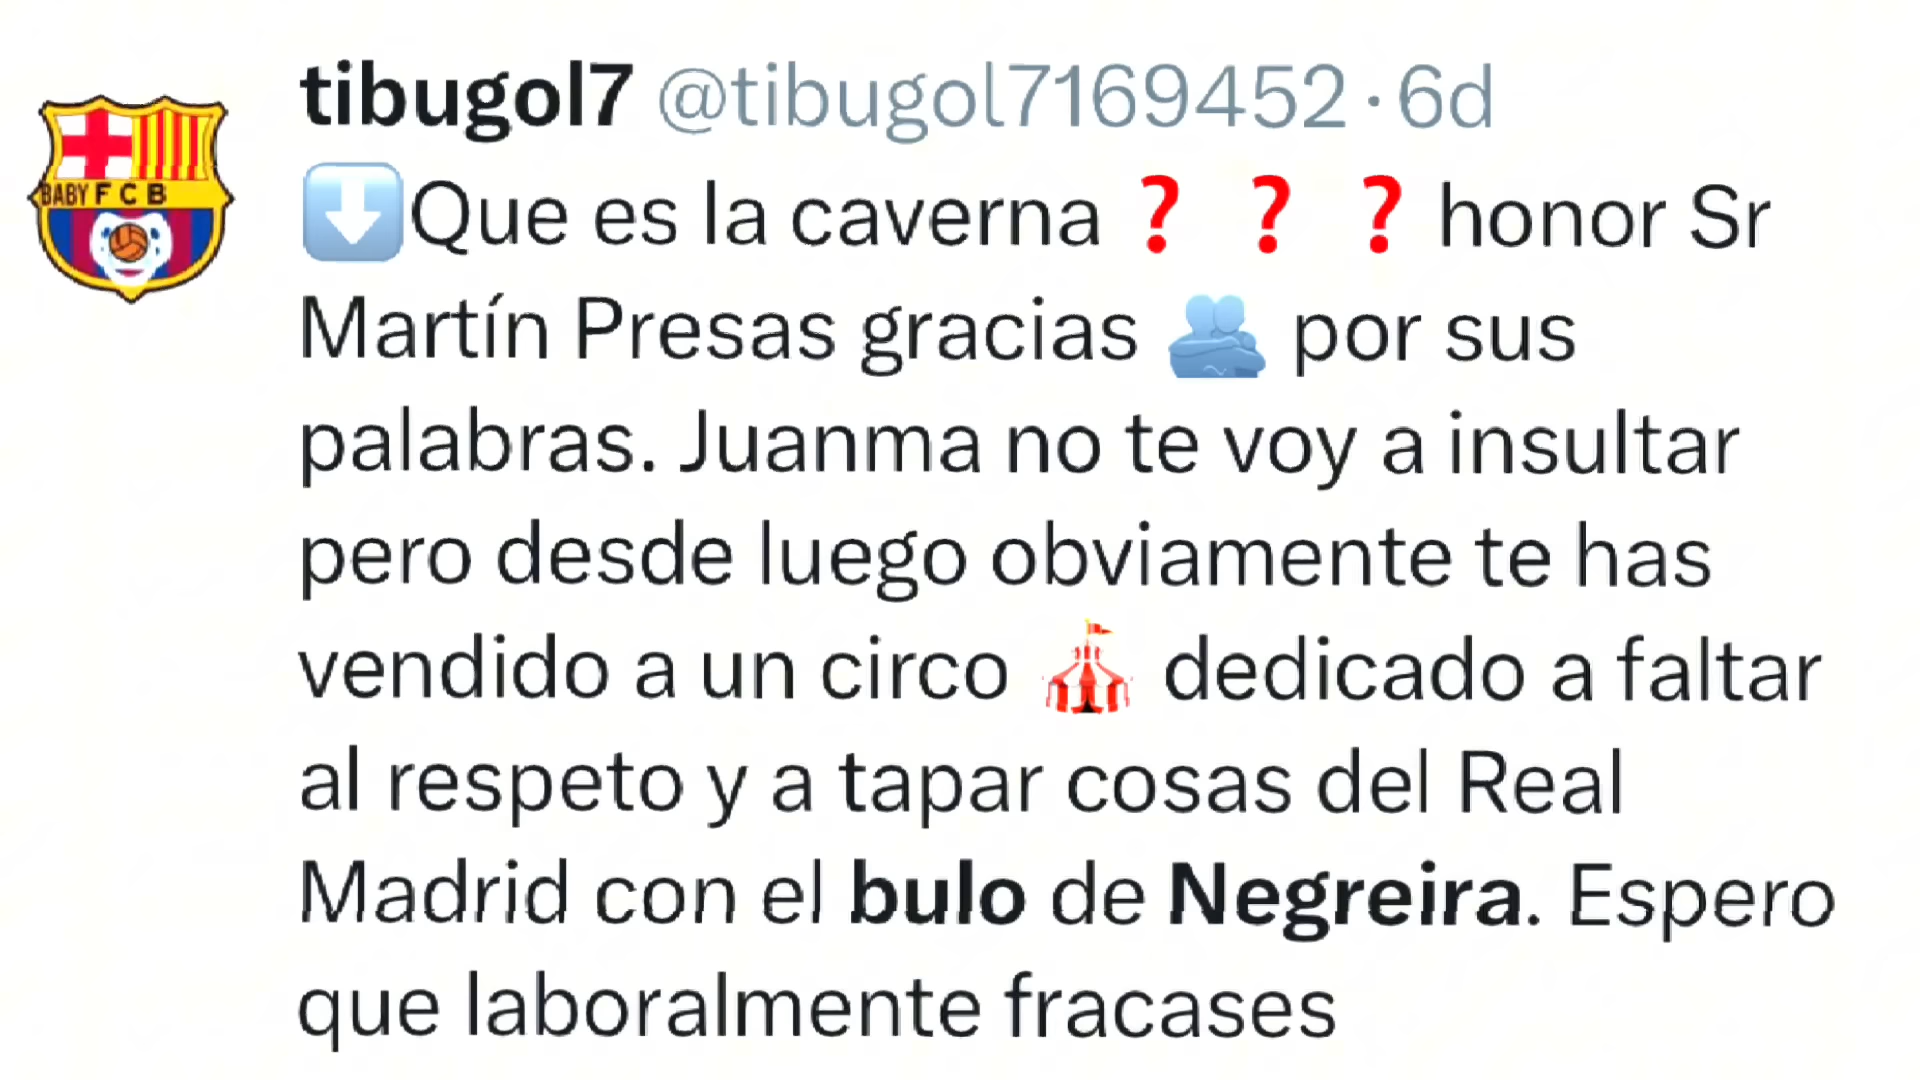 tibugol7 @tibugol7169452 · 6d
BABY F C B
⬇️Que es la caverna ❓ ❓ ❓ honor Sr
Martín Presas gracias 🫂 por sus
palabras. Juanma no te voy a insultar
pero desde luego obviamente te has
vendido a un circo 🎪 dedicado a faltar
al respeto y a tapar cosas del Real
Madrid con el bulo de Negreira. Espero
que laboralmente fracases